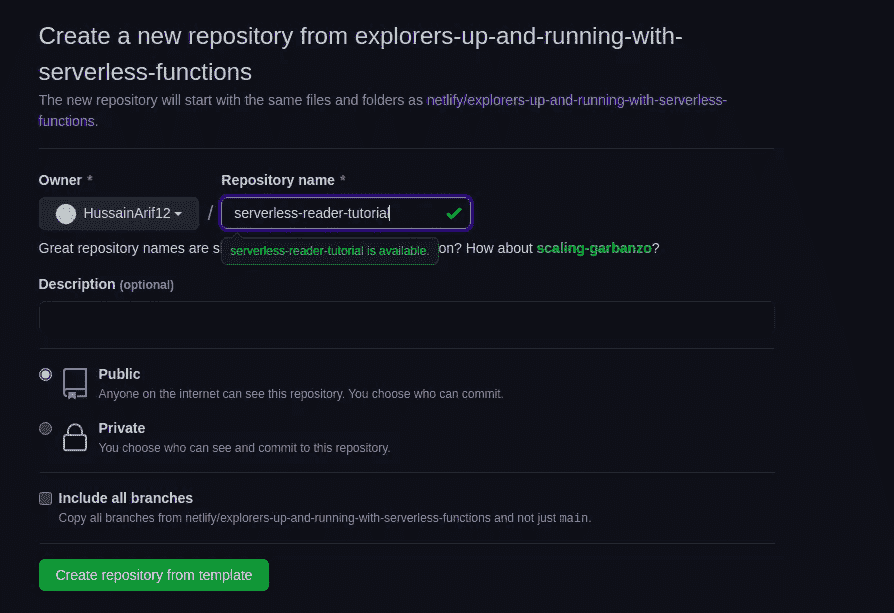 Create a new repository from explorers-up-and-running-with-
serverless-functions
The new repository will start with the same files and folders as netlify/explorers-up-and-running-with-serverless-
functions.
Owner *
Repository name *
HussainArif12
/
serverless-reader-tutorial
Great repository names are s
serverless-reader-tutorial is available.
on? How about scaling-garbanzo?
Description (optional)
Public
Anyone on the internet can see this repository. You choose who can commit.
Private
You choose who can see and commit to this repository.
Include all branches
Copy all branches from netlify/explorers-up-and-running-with-serverless-functions and not just main.
Create repository from template